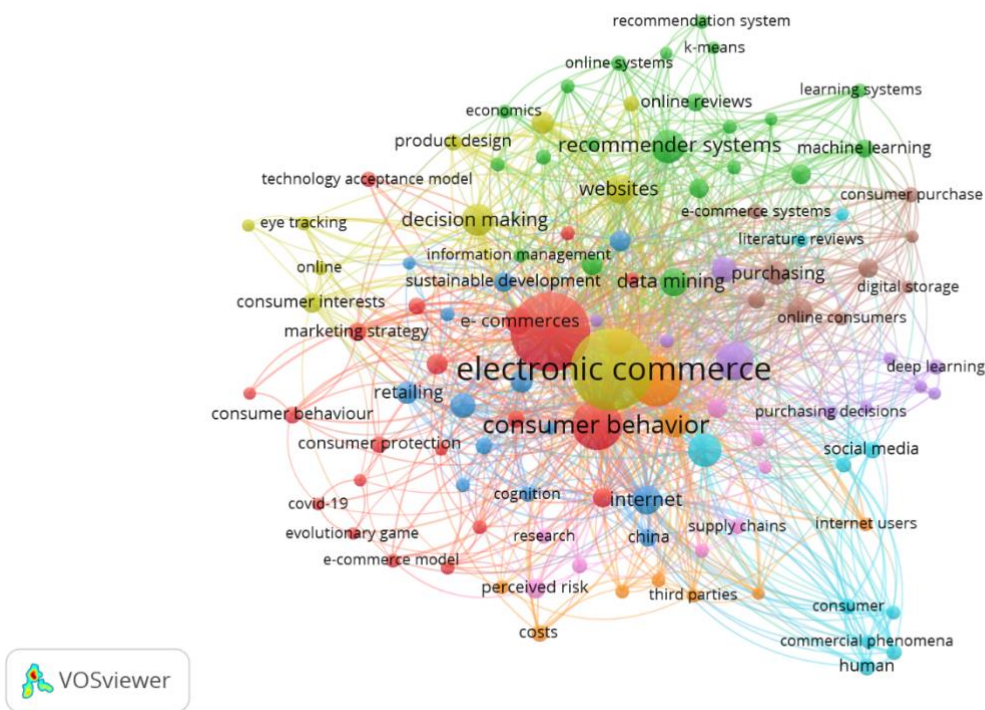 recommendation system
k-means
online systems
learning systems
online reviews
economics
product design
recommender systems
machine learning
technology acceptance model
websites
consumer purchase
e-commerce systems
decision making
eye tracking
literature reviews
information management
online
purchasing
sustainable development
data mining
digital storage
consumer interests
e- commerces
online consumers
marketing strategy
electronic commerce
deep learning
retailing
purchasing decisions
consumer behaviour
consumer behavior
consumer protection
social media
cognition
internet
covid-19
internet users
supply chains
evolutionary game
research
china
e-commerce model
perceived risk
third parties
consumer
costs
commercial phenomena
human
VOSviewer